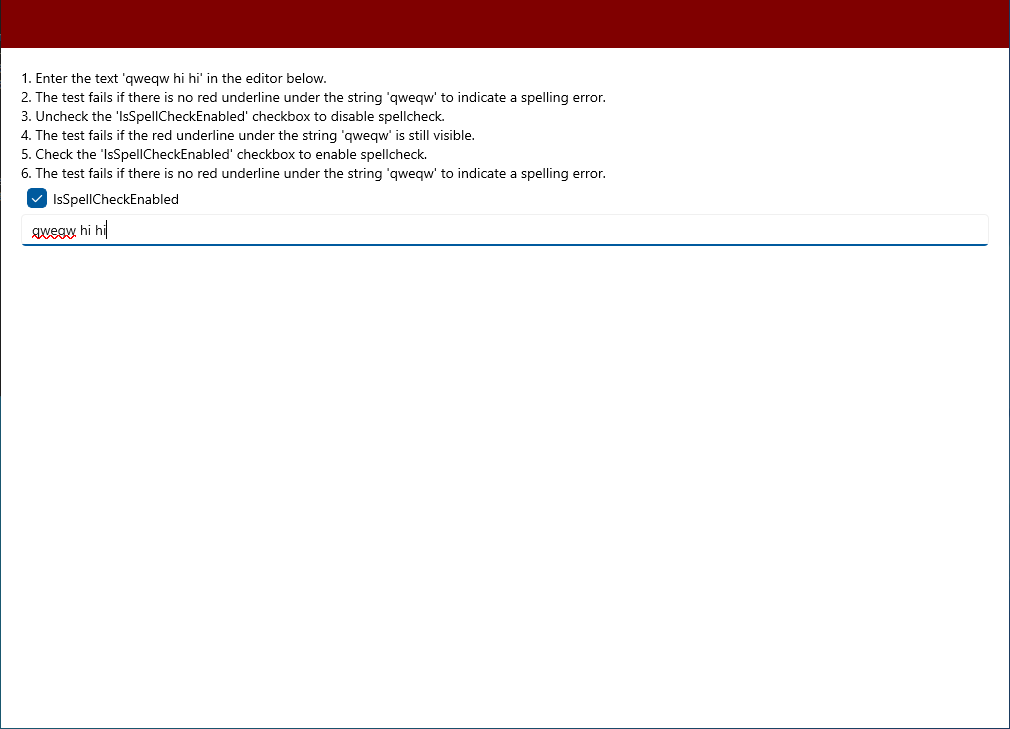 1. Enter the text 'qweqw hi hi' in the editor below.
2. The test fails if there is no red underline under the string 'qweqw' to indicate a spelling error.
3. Uncheck the 'IsSpellCheckEnabled' checkbox to disable spellcheck.
4. The test fails if the red underline under the string 'qweqw' is still visible.
5. Check the 'IsSpellCheckEnabled' checkbox to enable spellcheck.
6. The test fails if there is no red underline under the string 'qweqw' to indicate a spelling error.
IsSpellCheckEnabled
qweqw hi hi